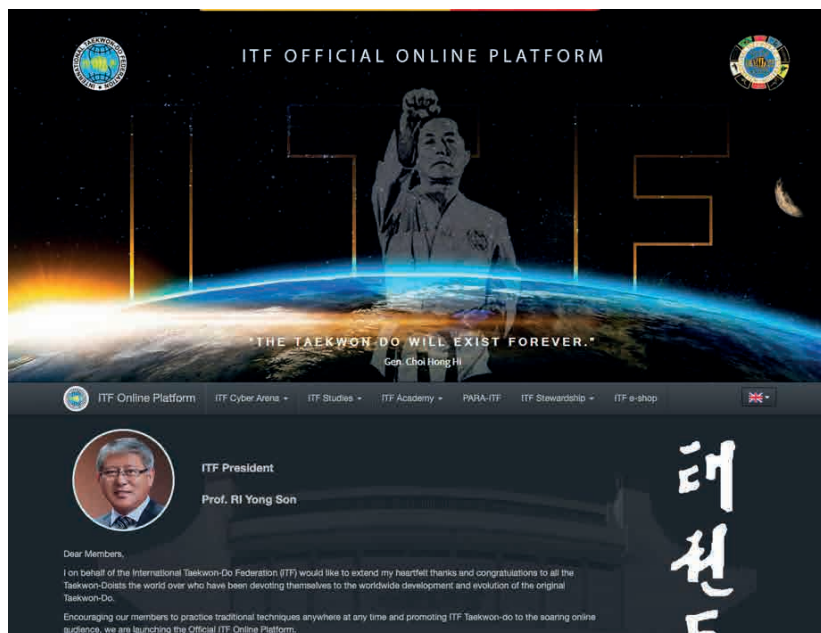 ITF OFFICIAL ONLINE PLATFORM
INTERNATIONAL TAEKWON-DO FEDERATION
ITF
"THE TAEKWON-DO WILL EXIST FOREVER."
Gen. Choi Hong Hi
ITF Online Platform ITF Cyber Arena ITF Studies ITF Academy PARA-ITF ITF Stewardship ITF e-shop
ITF President
Prof. RI Yong Son
태권도
Dear Members,
I on behalf of the International Taekwon-Do Federation (ITF) would like to extend my heartfelt thanks and congratulations to all the
Taekwon-Doists the world over who have been devoting themselves to the worldwide development and evolution of the original
Taekwon-Do.
Encouraging our members to practice traditional techniques anywhere at any time and promoting ITF Taekwon-do to the soaring online
audience, we are launching the Official ITF Online Platform.